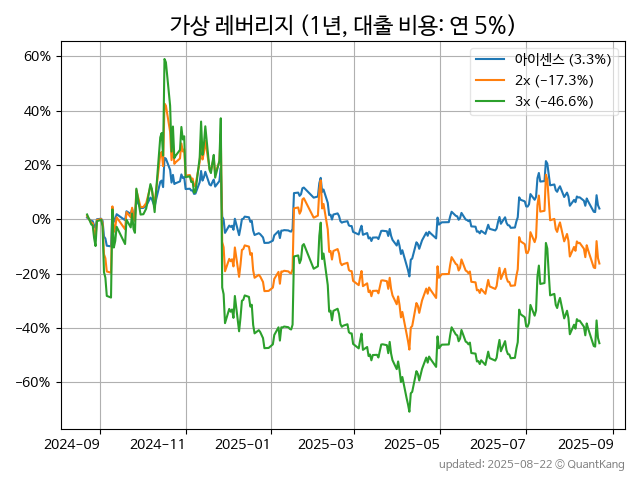 가상 레버리지 (1년, 대출 비용: 연 5%)
아이센스 (3.3%)
2x (−17.3%)
3x (−46.6%)
60%
40%
20%
0%
−20%
−40%
−60%
2024-09 2024-11 2025-01 2025-03 2025-05 2025-07 2025-09
updated: 2025-08-22 © QuantKang